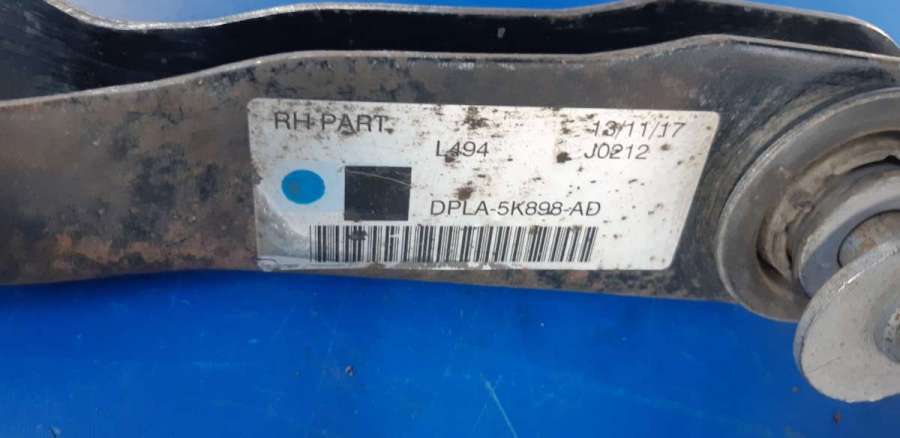 RH PART 13/11/17
L494 J0212
DPLA-5K898-AD